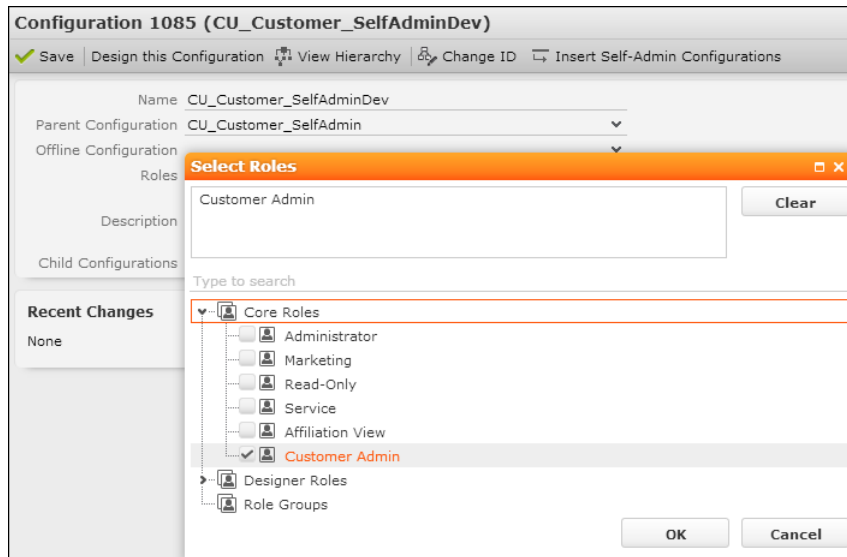 Configuration 1085 (CU_Customer_SelfAdminDev)
Save Design this Configuration View Hierarchy Change ID Insert Self-Admin Configurations
Name CU_Customer_SelfAdminDev
Parent Configuration CU_Customer_SelfAdmin
Offline Configuration
Roles
Description
Child Configurations
Recent Changes
None
Select Roles
Customer Admin
Clear
Type to search
Core Roles
Administrator
Marketing
Read-Only
Service
Affiliation View
Customer Admin
Designer Roles
Role Groups
OK Cancel